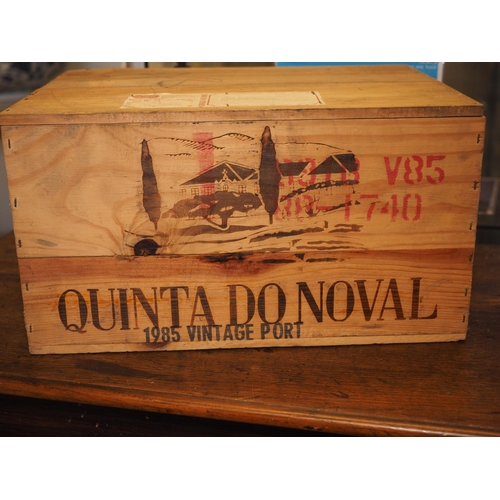 V85
1740
QUINTA DO NOVAL
1985 VINTAGE PORT